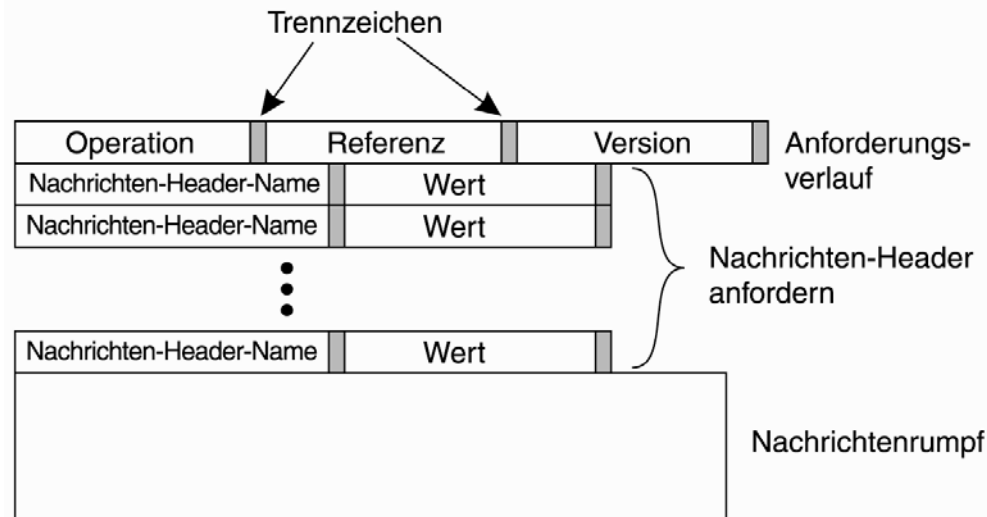 Trennzeichen
Operation Referenz Version Anforderungs-
verlauf
Nachrichten-Header-Name Wert
Nachrichten-Header-Name Wert
Nachrichten-Header
anfordern
Nachrichten-Header-Name Wert
Nachrichtenrumpf